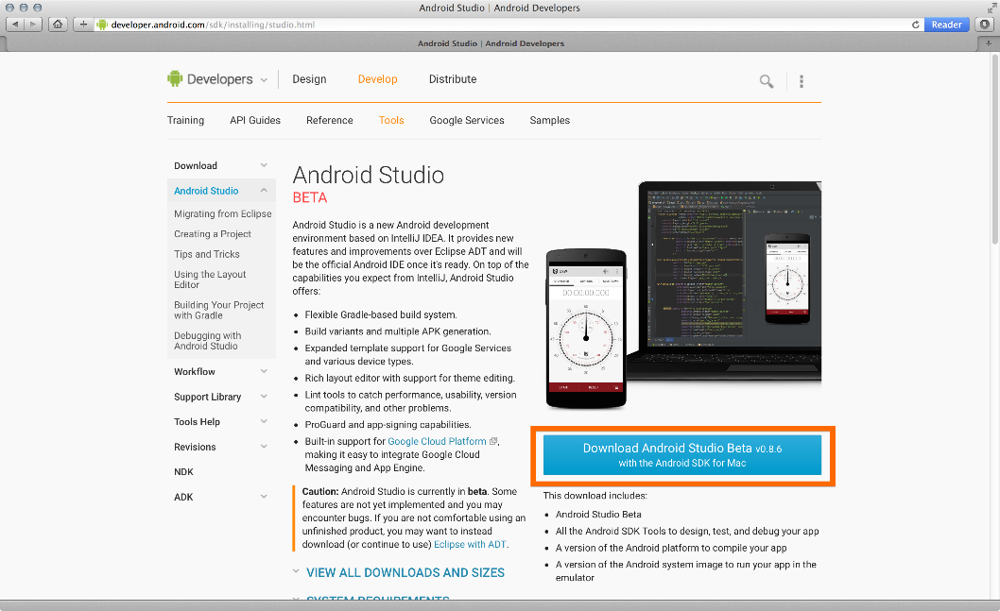 Android Studio | Android Developers
developer.android.com/sdk/installing/studio.html
Reader
Android Studio | Android Developers
Developers
Design
Develop
Distribute
Training
API Guides
Reference
Tools
Google Services
Samples
Download
Android Studio
Migrating from Eclipse
Creating a Project
Tips and Tricks
Using the Layout
Editor
Building Your Project
with Gradle
Debugging with
Android Studio
Workflow
Support Library
Tools Help
Revisions
NDK
ADK
Android Studio
BETA
Android Studio is a new Android development
environment based on IntelliJ IDEA. It provides new
features and improvements over Eclipse ADT and will
be the official Android IDE once it's ready. On top of the
capabilities you expect from IntelliJ, Android Studio
offers:
Flexible Gradle-based build system.
Build variants and multiple APK generation.
Expanded template support for Google Services
and various device types.
Rich layout editor with support for theme editing.
Lint tools to catch performance, usability, version
compatibility, and other problems.
ProGuard and app-signing capabilities.
Built-in support for Google Cloud Platform,
making it easy to integrate Google Cloud
Messaging and App Engine.
Caution: Android Studio is currently in beta. Some
features are not yet implemented and you may
encounter bugs. If you are not comfortable using an
unfinished product, you may want to instead
download (or continue to use) Eclipse with ADT.
VIEW ALL DOWNLOADS AND SIZES
SYSTEM REQUIREMENTS
00:00:00.000
START
RESET
Download Android Studio Beta v0.8.6
with the Android SDK for Mac
This download includes:
Android Studio Beta
All the Android SDK Tools to design, test, and debug your app
A version of the Android platform to compile your app
A version of the Android system image to run your app in the
emulator